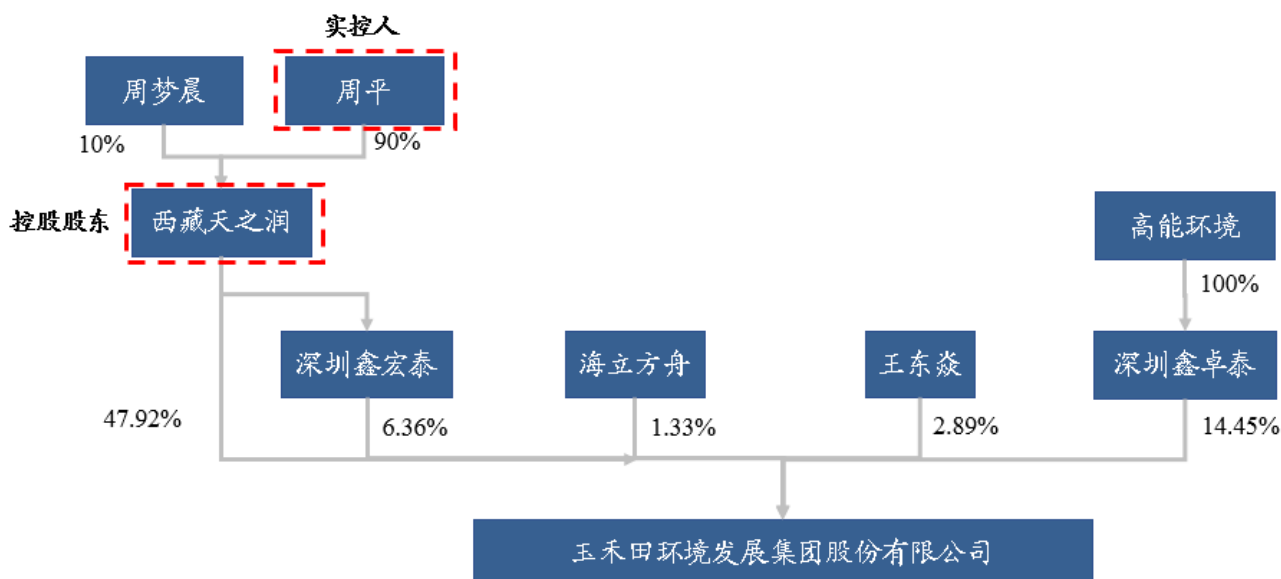 实控人
周梦晨
周平
10%
90%
控股股东
西藏天之润
高能环境
100%
深圳鑫宏泰
海立方舟
王东焱
深圳鑫卓泰
47.92%
6.36%
1.33%
2.89%
14.45%
玉禾田环境发展集团股份有限公司